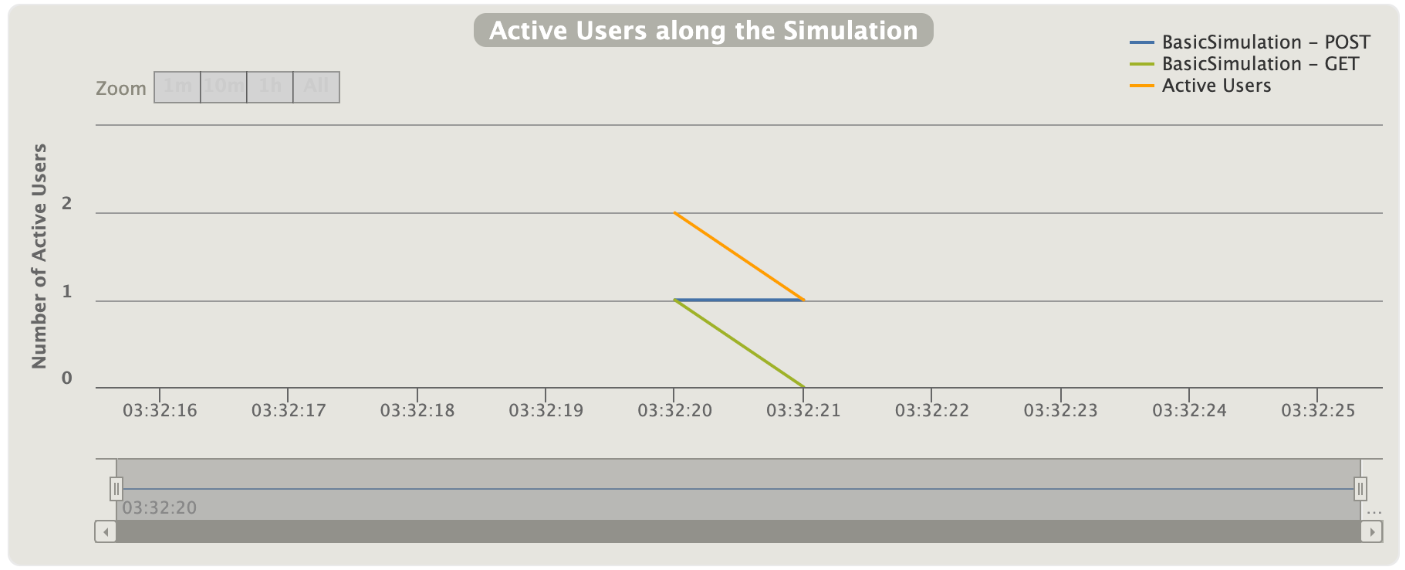 Active Users along the Simulation
BasicSimulation – POST
BasicSimulation – GET
Active Users
Zoom 1m 10m 1h All
Number of Active Users
2
1
0
03:32:16 03:32:17 03:32:18 03:32:19 03:32:20 03:32:21 03:32:22 03:32:23 03:32:24 03:32:25
03:32:20 ...